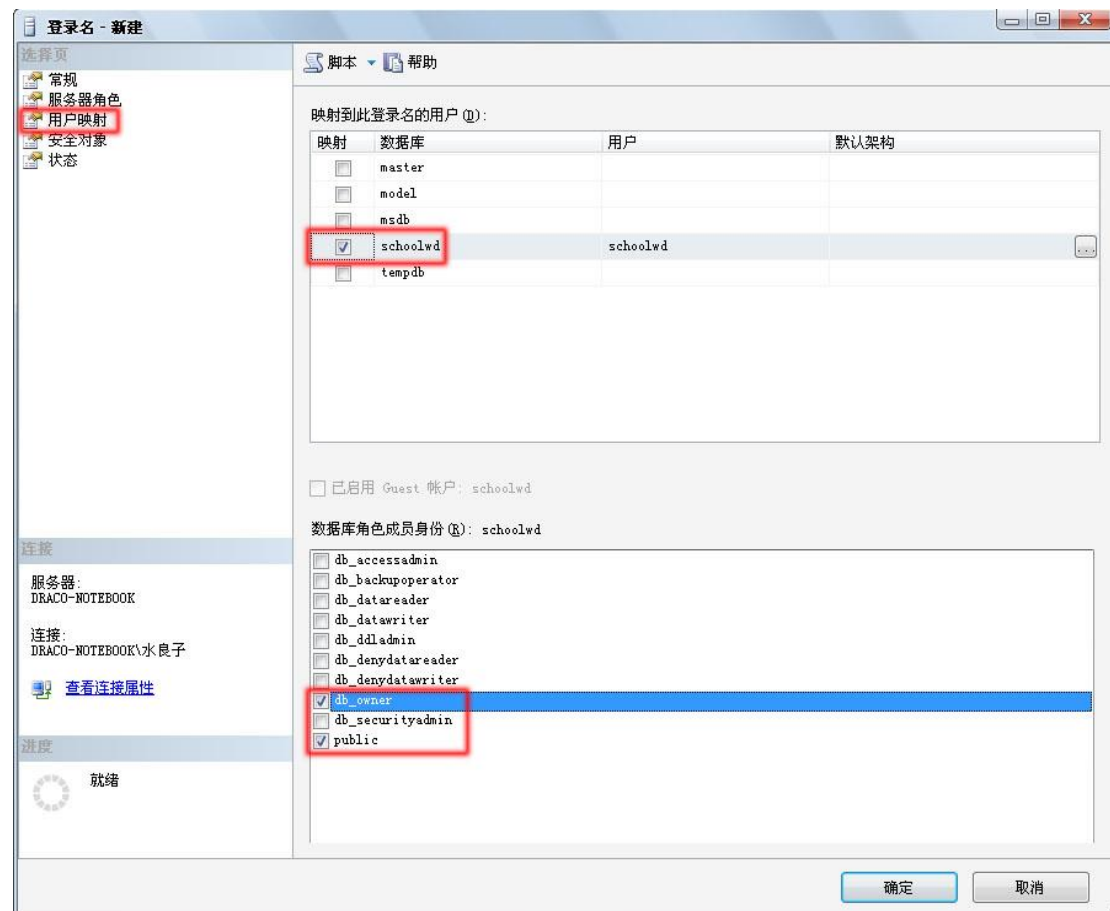 登录名 - 新建
选择页
常规
服务器角色
用户映射
安全对象
状态
脚本 帮助
映射到此登录名的用户(D):
映射 数据库 用户 默认架构
master
model
msdb
schoolwd schoolwd ...
tempdb
已启用 Guest 帐户: schoolwd
数据库角色成员身份(R): schoolwd
db_accessadmin
db_backupoperator
db_datareader
db_datawriter
db_ddladmin
db_denydatareader
db_denydatawriter
db_owner
db_securityadmin
public
连接
服务器:
DRACO-NOTEBOOK
连接:
DRACO-NOTEBOOK\水良子
查看连接属性
进度
就绪
确定 取消